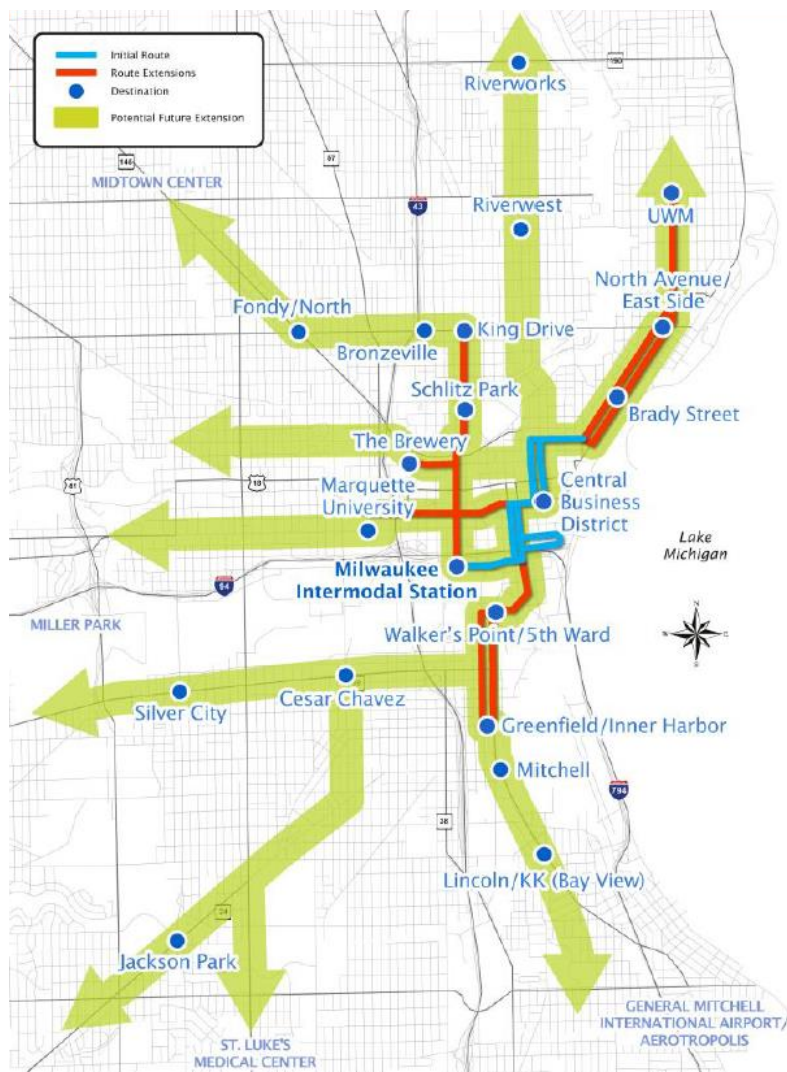 Initial Route
Route Extensions
Destination
Potential Future Extension
190
Riverworks
145
57
MIDTOWN CENTER
43
Riverwest
UWM
North Avenue/
East Side
Fondy/North
Bronzeville
King Drive
Schlitz Park
Brady Street
The Brewery
41
18
Marquette
University
Central
Business
District
Lake
Michigan
Milwaukee
Intermodal Station
94
N
W
E
S
MILLER PARK
Walker's Point/5th Ward
Silver City
Cesar Chavez
Greenfield/Inner Harbor
Mitchell
794
38
Lincoln/KK (Bay View)
24
Jackson Park
ST. LUKE'S
MEDICAL CENTER
GENERAL MITCHELL
INTERNATIONAL AIRPORT/
AEROTROPOLIS